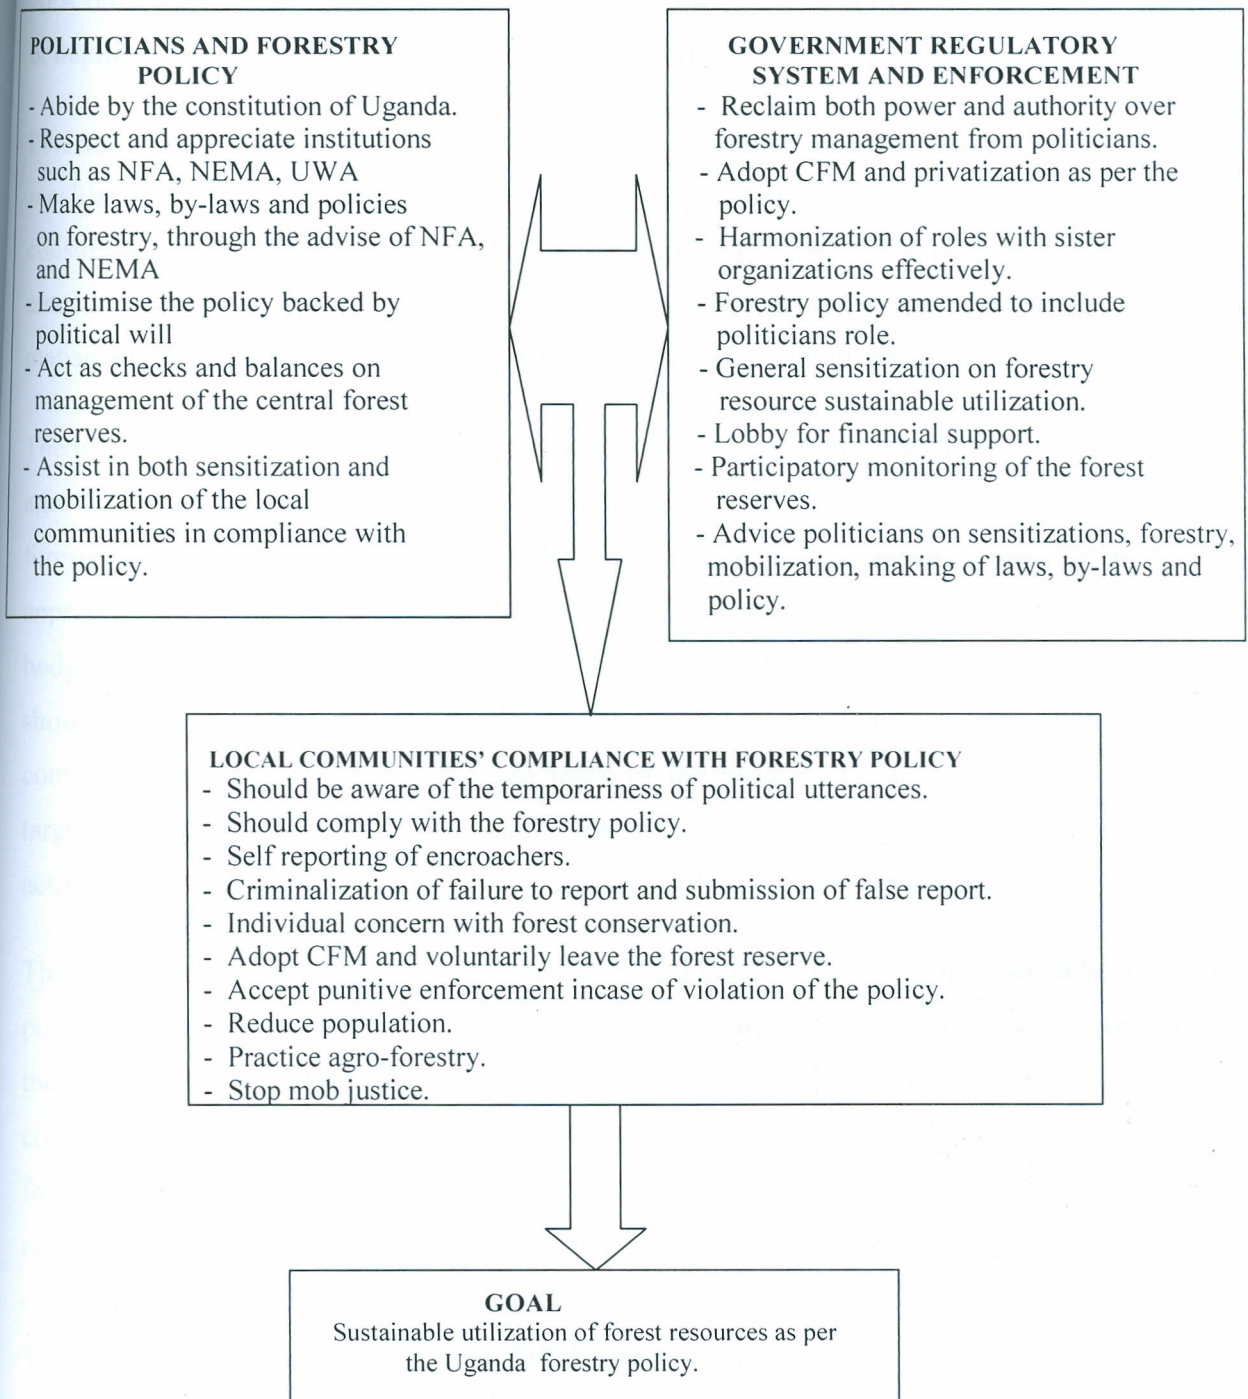 POLITICIANS AND FORESTRY
POLICY
- Abide by the constitution of Uganda.
- Respect and appreciate institutions
such as NFA, NEMA, UWA
- Make laws, by-laws and policies
on forestry, through the advise of NFA,
and NEMA
- Legitimise the policy backed by
political will
- Act as checks and balances on
management of the central forest
reserves.
- Assist in both sensitization and
mobilization of the local
communities in compliance with
the policy.
GOVERNMENT REGULATORY
SYSTEM AND ENFORCEMENT
- Reclaim both power and authority over
forestry management from politicians.
- Adopt CFM and privatization as per the
policy.
- Harmonization of roles with sister
organizations effectively.
- Forestry policy amended to include
politicians role.
- General sensitization on forestry
resource sustainable utilization.
- Lobby for financial support.
- Participatory monitoring of the forest
reserves.
- Advice politicians on sensitizations, forestry,
mobilization, making of laws, by-laws and
policy.
LOCAL COMMUNITIES' COMPLIANCE WITH FORESTRY POLICY
- Should be aware of the temporariness of political utterances.
- Should comply with the forestry policy.
- Self reporting of encroachers.
- Criminalization of failure to report and submission of false report.
- Individual concern with forest conservation.
- Adopt CFM and voluntarily leave the forest reserve.
- Accept punitive enforcement incase of violation of the policy.
- Reduce population.
- Practice agro-forestry.
- Stop mob justice.
GOAL
Sustainable utilization of forest resources as per
the Uganda forestry policy.